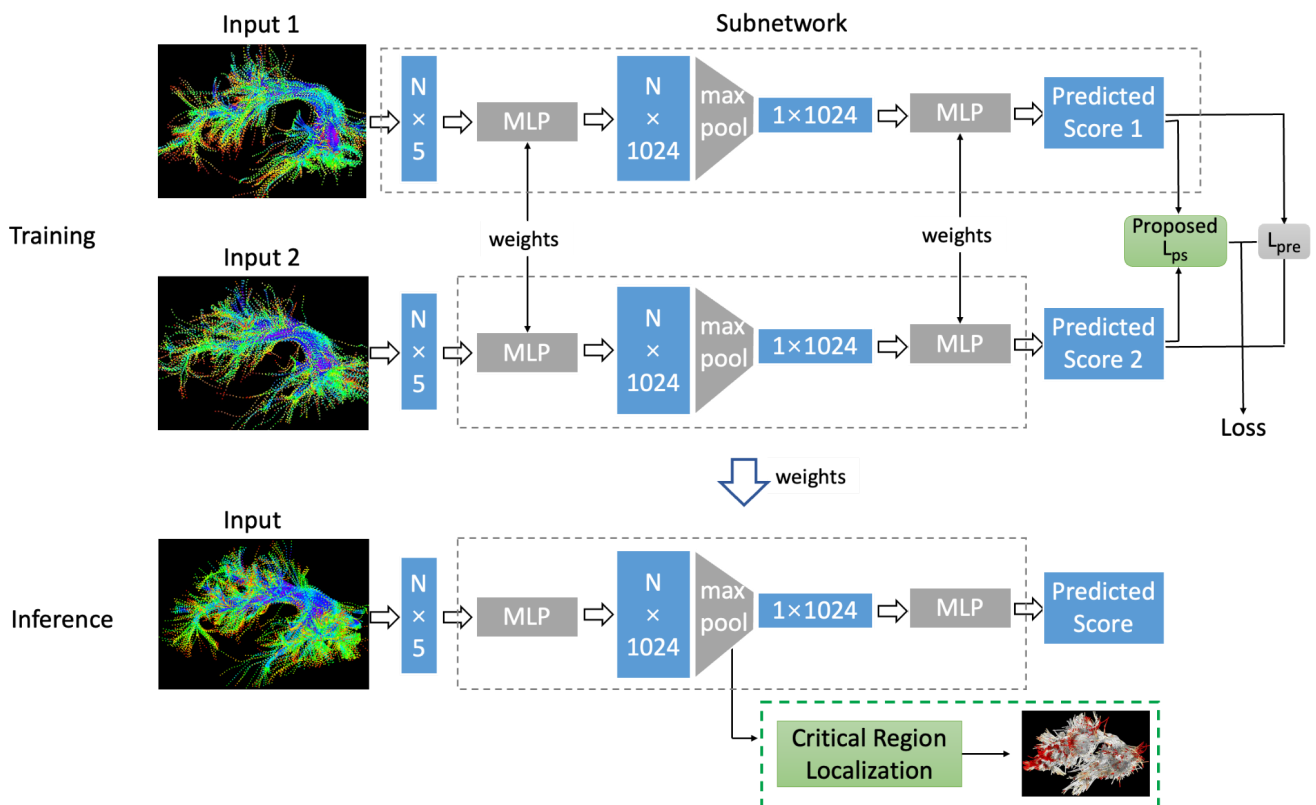 Input 1
Subnetwork
N
×
5
MLP
N
×
1024
max
pool
1×1024
MLP
Predicted
Score 1
Training
weights
weights
Proposed
Lps
Lpre
Input 2
N
×
5
MLP
N
×
1024
max
pool
1×1024
MLP
Predicted
Score 2
Loss
weights
Input
Inference
N
×
5
MLP
N
×
1024
max
pool
1×1024
MLP
Predicted
Score
Critical Region
Localization